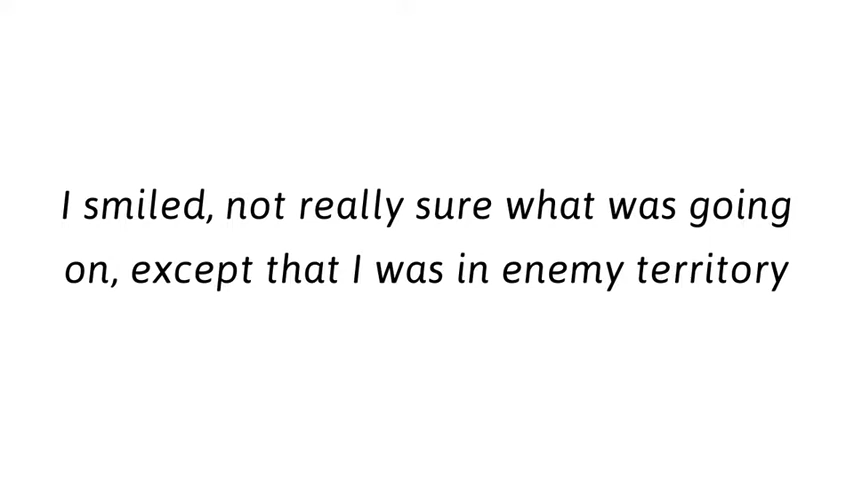 I smiled, not really sure what was going
on, except that I was in enemy territory